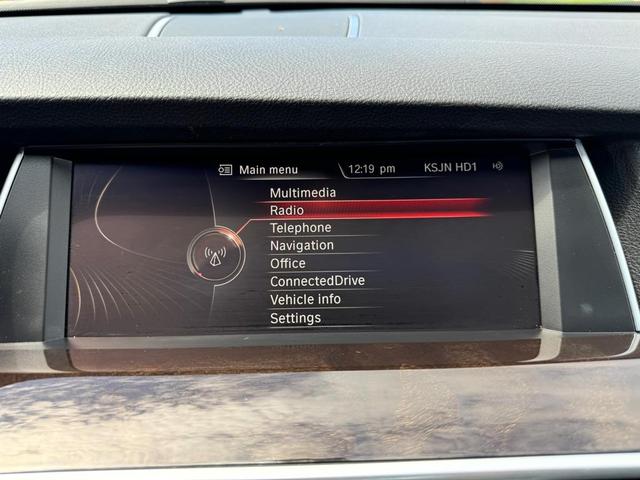 Main menu 12:19 pm KSJN HD1
Multimedia
Radio
Telephone
Navigation
Office
ConnectedDrive
Vehicle info
Settings